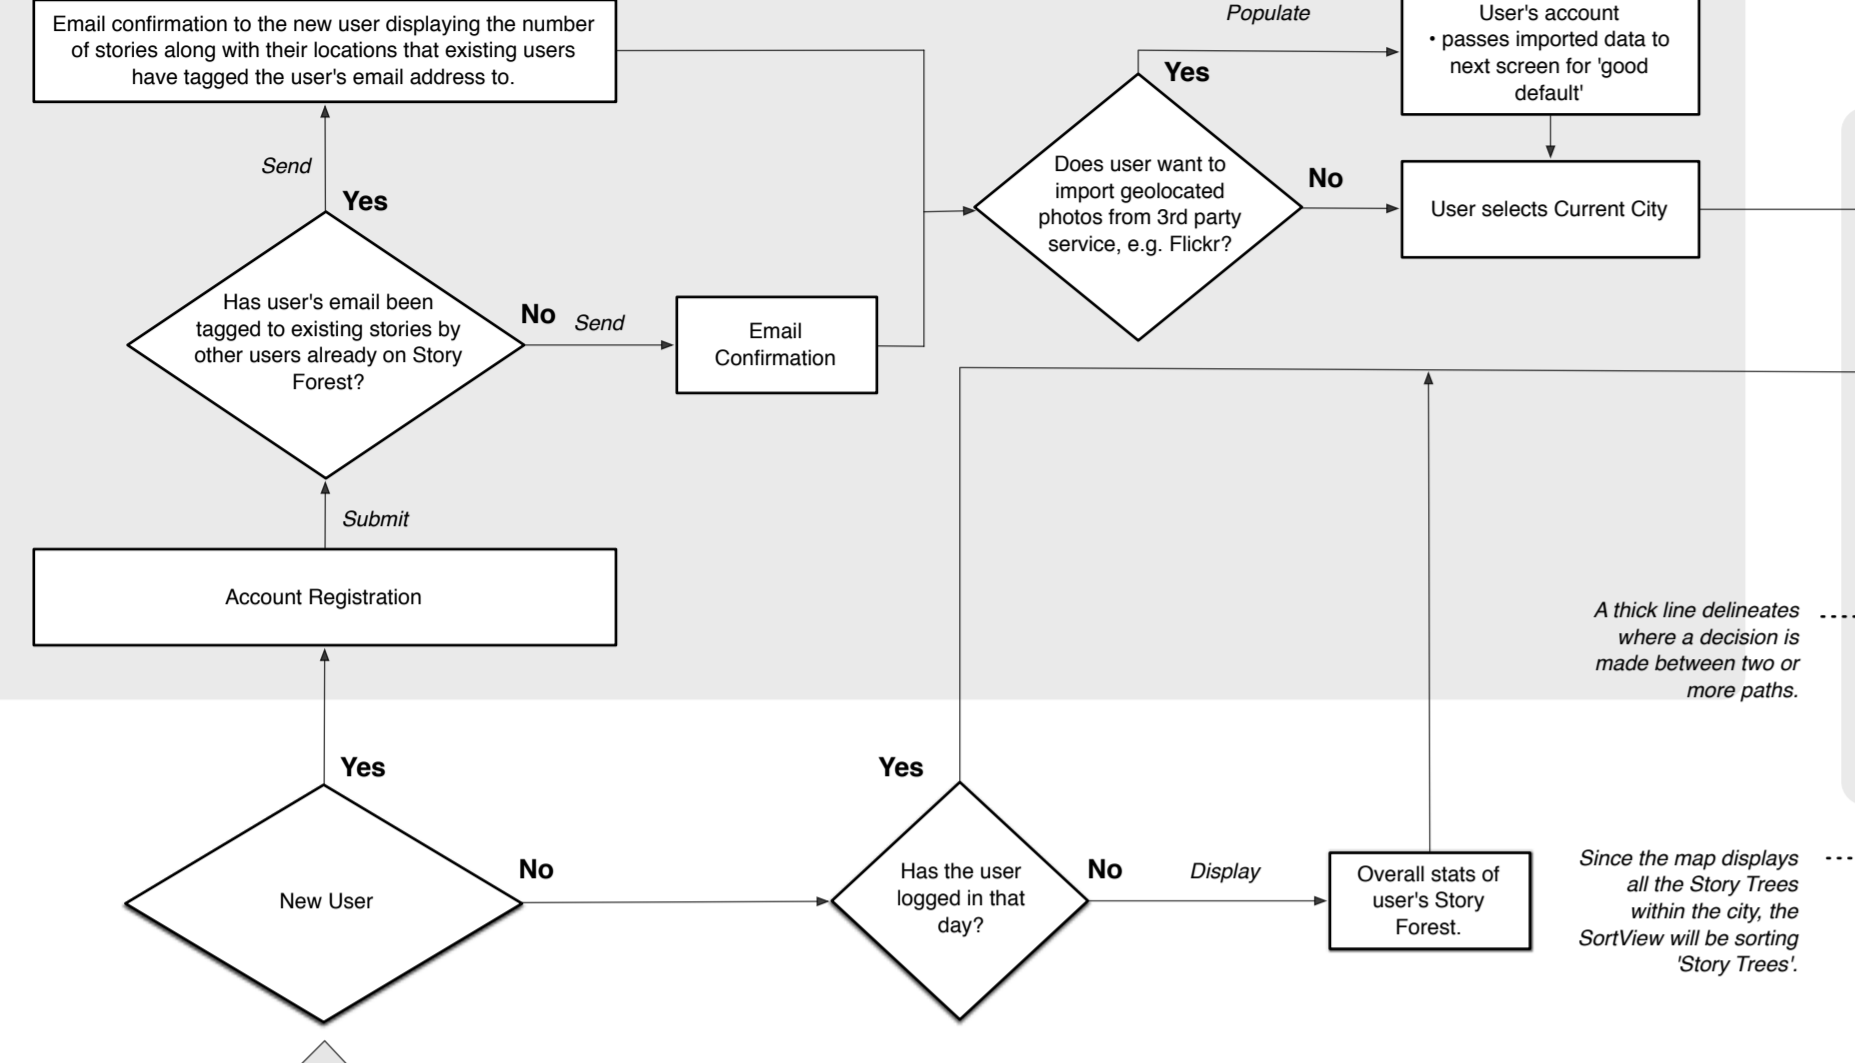 Email confirmation to the new user displaying the number
of stories along with their locations that existing users
have tagged the user's email address to.
Populate
User's account
• passes imported data to
next screen for 'good
default'
Yes
Send
Yes
Does user want to
import geolocated
photos from 3rd party
service, e.g. Flickr?
No
User selects Current City
Has user's email been
tagged to existing stories by
other users already on Story
Forest?
No
Send
Email
Confirmation
Submit
Account Registration
A thick line delineates
where a decision is
made between two or
more paths.
Yes
New User
No
Yes
Has the user
logged in that
day?
No
Display
Overall stats of
user's Story
Forest.
Since the map displays
all the Story Trees
within the city, the
SortView will be sorting
'Story Trees'.